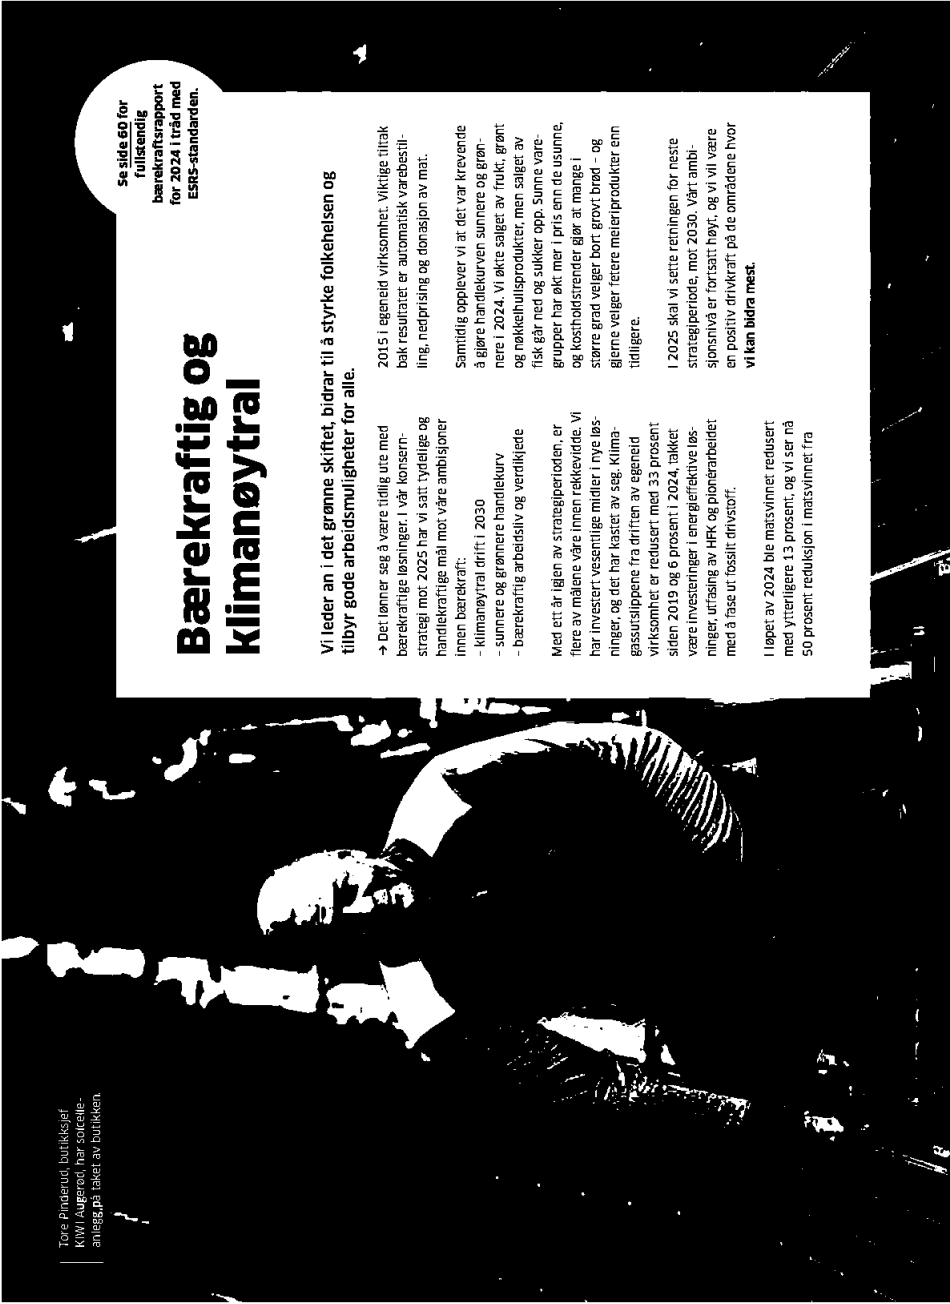 Se side 60 for
fullstendig
bærekraftsrapport
for 2024 i tråd med
ESRS-standarden.
Bærekraftig og
klimanøytral
Vi leder an i det grønne skiftet, bidrar til å styrke folkehelsen og
tilbyr gode arbeidsmuligheter for alle.
→ Det lønner seg å være tidlig ute med
bærekraftige løsninger. I vår konsern-
strategi mot 2025 har vi satt tydelige og
handlekraftige mål mot våre ambisjoner
innen bærekraft:
- klimanøytral drift i 2030
- sunnere og grønnere handlekurv
- bærekraftig arbeidsliv og verdikjede
Med ett år igjen av strategiperioden, er
flere av målene våre innen rekkevidde. Vi
har investert vesentlige midler i nye løs-
ninger, og det har kastet av seg. Klima-
gassutslippene fra driften av egeneid
virksomhet er redusert med 33 prosent
siden 2019 og 6 prosent i 2024, takket
være investeringer i energieffektive løs-
ninger, utfasing av HFK og pionérarbeidet
med å fase ut fossilt drivstoff.
I løpet av 2024 ble matsvinnet redusert
med ytterligere 13 prosent, og vi ser nå
50 prosent reduksjon i matsvinnet fra
2015 i egeneid virksomhet. Viktige tiltak
bak resultatet er automatisk varebestil-
ling, nedprising og donasjon av mat.
Samtidig opplever vi at det var krevende
å gjøre handlekurven sunnere og grøn-
nere i 2024. Vi økte salget av frukt, grønt
og nøkkelhullsprodukter, men salget av
fisk går ned og sukker opp. Sunne vare-
grupper har økt mer i pris enn de usunne,
og kostholdstrender gjør at mange i
større grad velger bort grovt brød – og
gjerne velger fetere meieriprodukter enn
tidligere.
I 2025 skal vi sette retningen for neste
strategiperiode, mot 2030. Vårt ambi-
sjonsnivå er fortsatt høyt, og vi vil være
en positiv drivkraft på de områdene hvor
vi kan bidra mest.
Tore Pinderud, butikksjef
KIWI Augerød, har solcelle-
anlegg på taket av butikken.